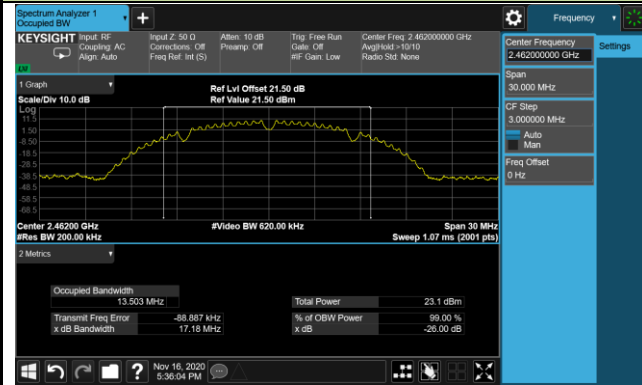 Spectrum Analyzer 1
Occupied BW
Frequency
KEYSIGHT
Input: RF
Coupling: AC
Align: Auto
Input Z: 50 Ω
Corrections: Off
Freq Ref: Int (S)
Atten: 10 dB
Preamp: Off
Trig: Free Run
Gate: Off
#IF Gain: Low
Center Freq: 2.462000000 GHz
Avg|Hold:>10/10
Radio Std: None
Center Frequency
2.462000000 GHz
Settings
Span
30.000 MHz
CF Step
3.000000 MHz
Auto
Man
Freq Offset
0 Hz
1 Graph
Scale/Div 10.0 dB
Ref Lvl Offset 21.50 dB
Ref Value 21.50 dBm
Log
11.5
1.50
-8.50
-18.5
-28.5
-38.5
-48.5
-58.5
-68.5
Center 2.46200 GHz
#Video BW 620.00 kHz
Span 30 MHz
#Res BW 200.00 kHz
Sweep 1.07 ms (2001 pts)
2 Metrics
Occupied Bandwidth
13.503 MHz
Total Power 23.1 dBm
Transmit Freq Error -88.887 kHz
% of OBW Power 99.00 %
x dB Bandwidth 17.18 MHz
x dB -26.00 dB
Nov 16, 2020
5:36:04 PM